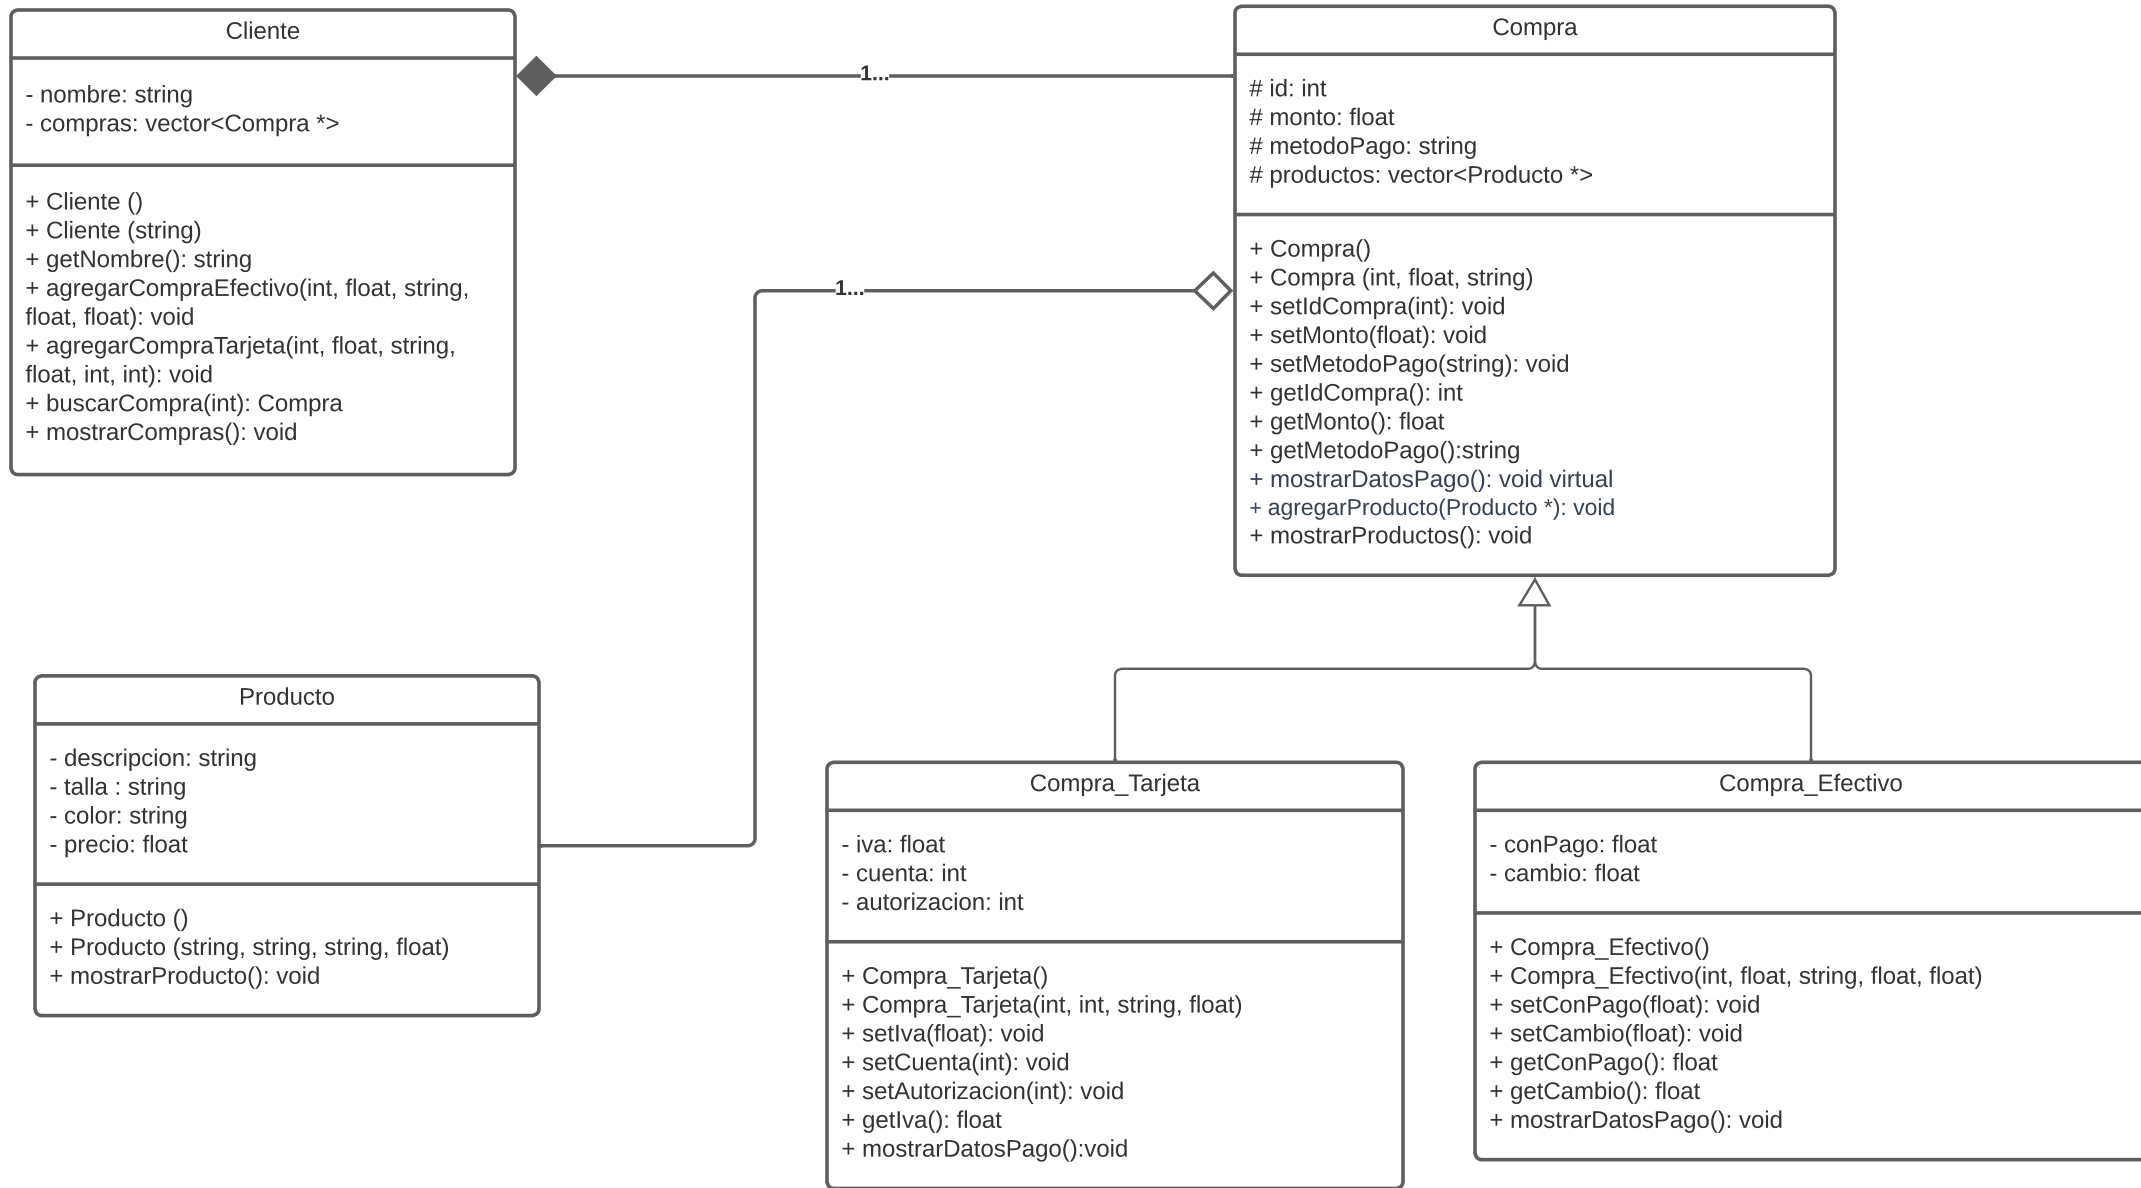 Cliente
- nombre: string
- compras: vector<Compra *>
+ Cliente ()
+ Cliente (string)
+ getNombre(): string
+ agregarCompraEfectivo(int, float, string,
float, float): void
+ agregarCompraTarjeta(int, float, string,
float, int, int): void
+ buscarCompra(int): Compra
+ mostrarCompras(): void
1...
Compra
# id: int
# monto: float
# metodoPago: string
# productos: vector<Producto *>
+ Compra()
+ Compra (int, float, string)
+ setIdCompra(int): void
+ setMonto(float): void
+ setMetodoPago(string): void
+ getIdCompra(): int
+ getMonto(): float
+ getMetodoPago():string
+ mostrarDatosPago(): void virtual
+ agregarProducto(Producto *): void
+ mostrarProductos(): void
1...
Producto
- descripcion: string
- talla : string
- color: string
- precio: float
+ Producto ()
+ Producto (string, string, string, float)
+ mostrarProducto(): void
Compra_Tarjeta
- iva: float
- cuenta: int
- autorizacion: int
+ Compra_Tarjeta()
+ Compra_Tarjeta(int, int, string, float)
+ setIva(float): void
+ setCuenta(int): void
+ setAutorizacion(int): void
+ getIva(): float
+ mostrarDatosPago():void
Compra_Efectivo
- conPago: float
- cambio: float
+ Compra_Efectivo()
+ Compra_Efectivo(int, float, string, float, float)
+ setConPago(float): void
+ setCambio(float): void
+ getConPago(): float
+ getCambio(): float
+ mostrarDatosPago(): void